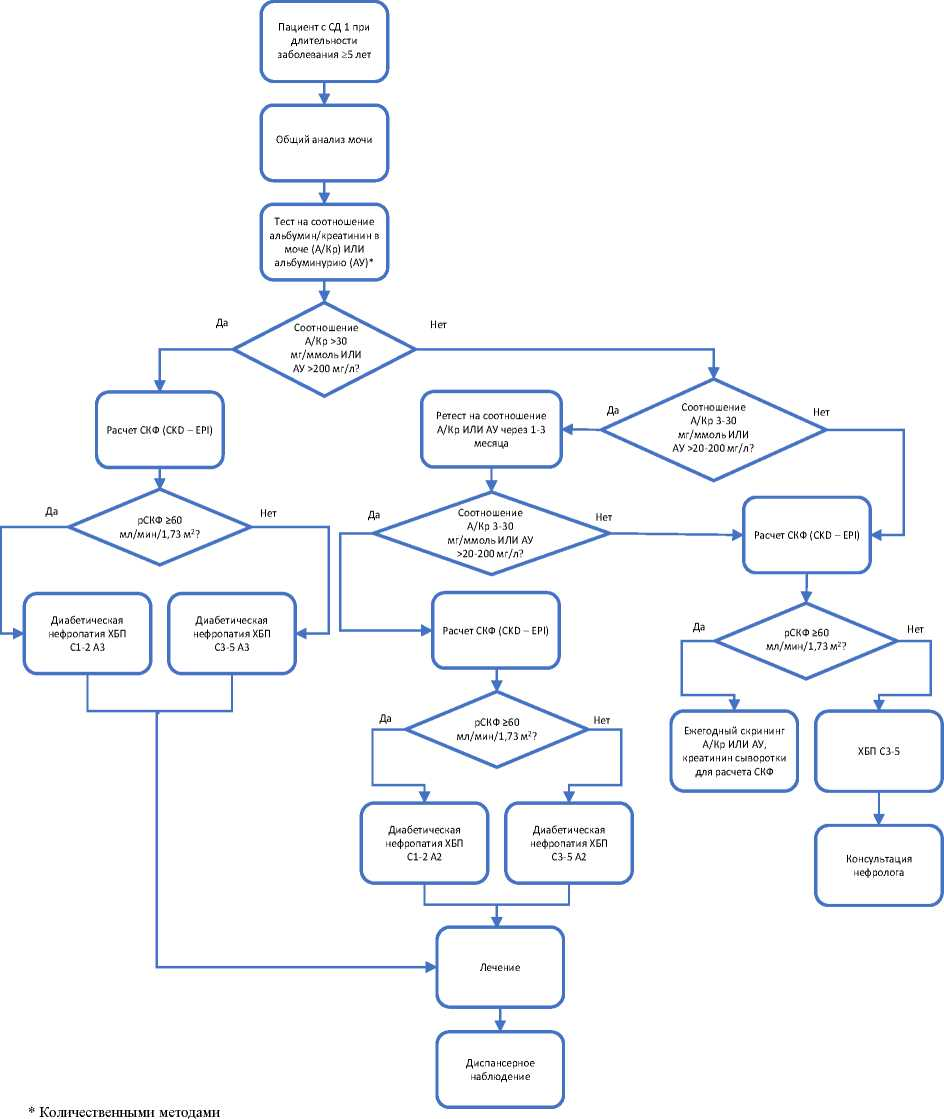 Пациент с СД 1 при
длительности
заболевания ≥5 лет
Общий анализ мочи
Тест на соотношение
альбумин/креатинин в
моче (А/Кр) ИЛИ
альбуминурию (АУ)*
Да
Соотношение
А/Кр >30
мг/ммоль ИЛИ
АУ >200 мг/л?
Нет
Расчет СКФ (CKD – EPI)
Ретест на соотношение
А/Кр ИЛИ АУ через 1-3
месяца
Да
Соотношение
А/Кр 3-30
мг/ммоль ИЛИ
АУ >20-200 мг/л?
Нет
Да
рСКФ ≥60
мл/мин/1,73 м²?
Нет
Да
Соотношение
А/Кр 3-30
мг/ммоль ИЛИ АУ
>20-200 мг/л?
Нет
Расчет СКФ (CKD – EPI)
Диабетическая
нефропатия ХБП
С1-2 А3
Диабетическая
нефропатия ХБП
С3-5 А3
Расчет СКФ (CKD – EPI)
Да
рСКФ ≥60
мл/мин/1,73 м²?
Нет
Да
рСКФ ≥60
мл/мин/1,73 м²?
Нет
Ежегодный скрининг
А/Кр ИЛИ АУ,
креатинин сыворотки
для расчета СКФ
ХБП С3-5
Диабетическая
нефропатия ХБП
С1-2 А2
Диабетическая
нефропатия ХБП
С3-5 А2
Консультация
нефролога
Лечение
Диспансерное
наблюдение
* Количественными методами